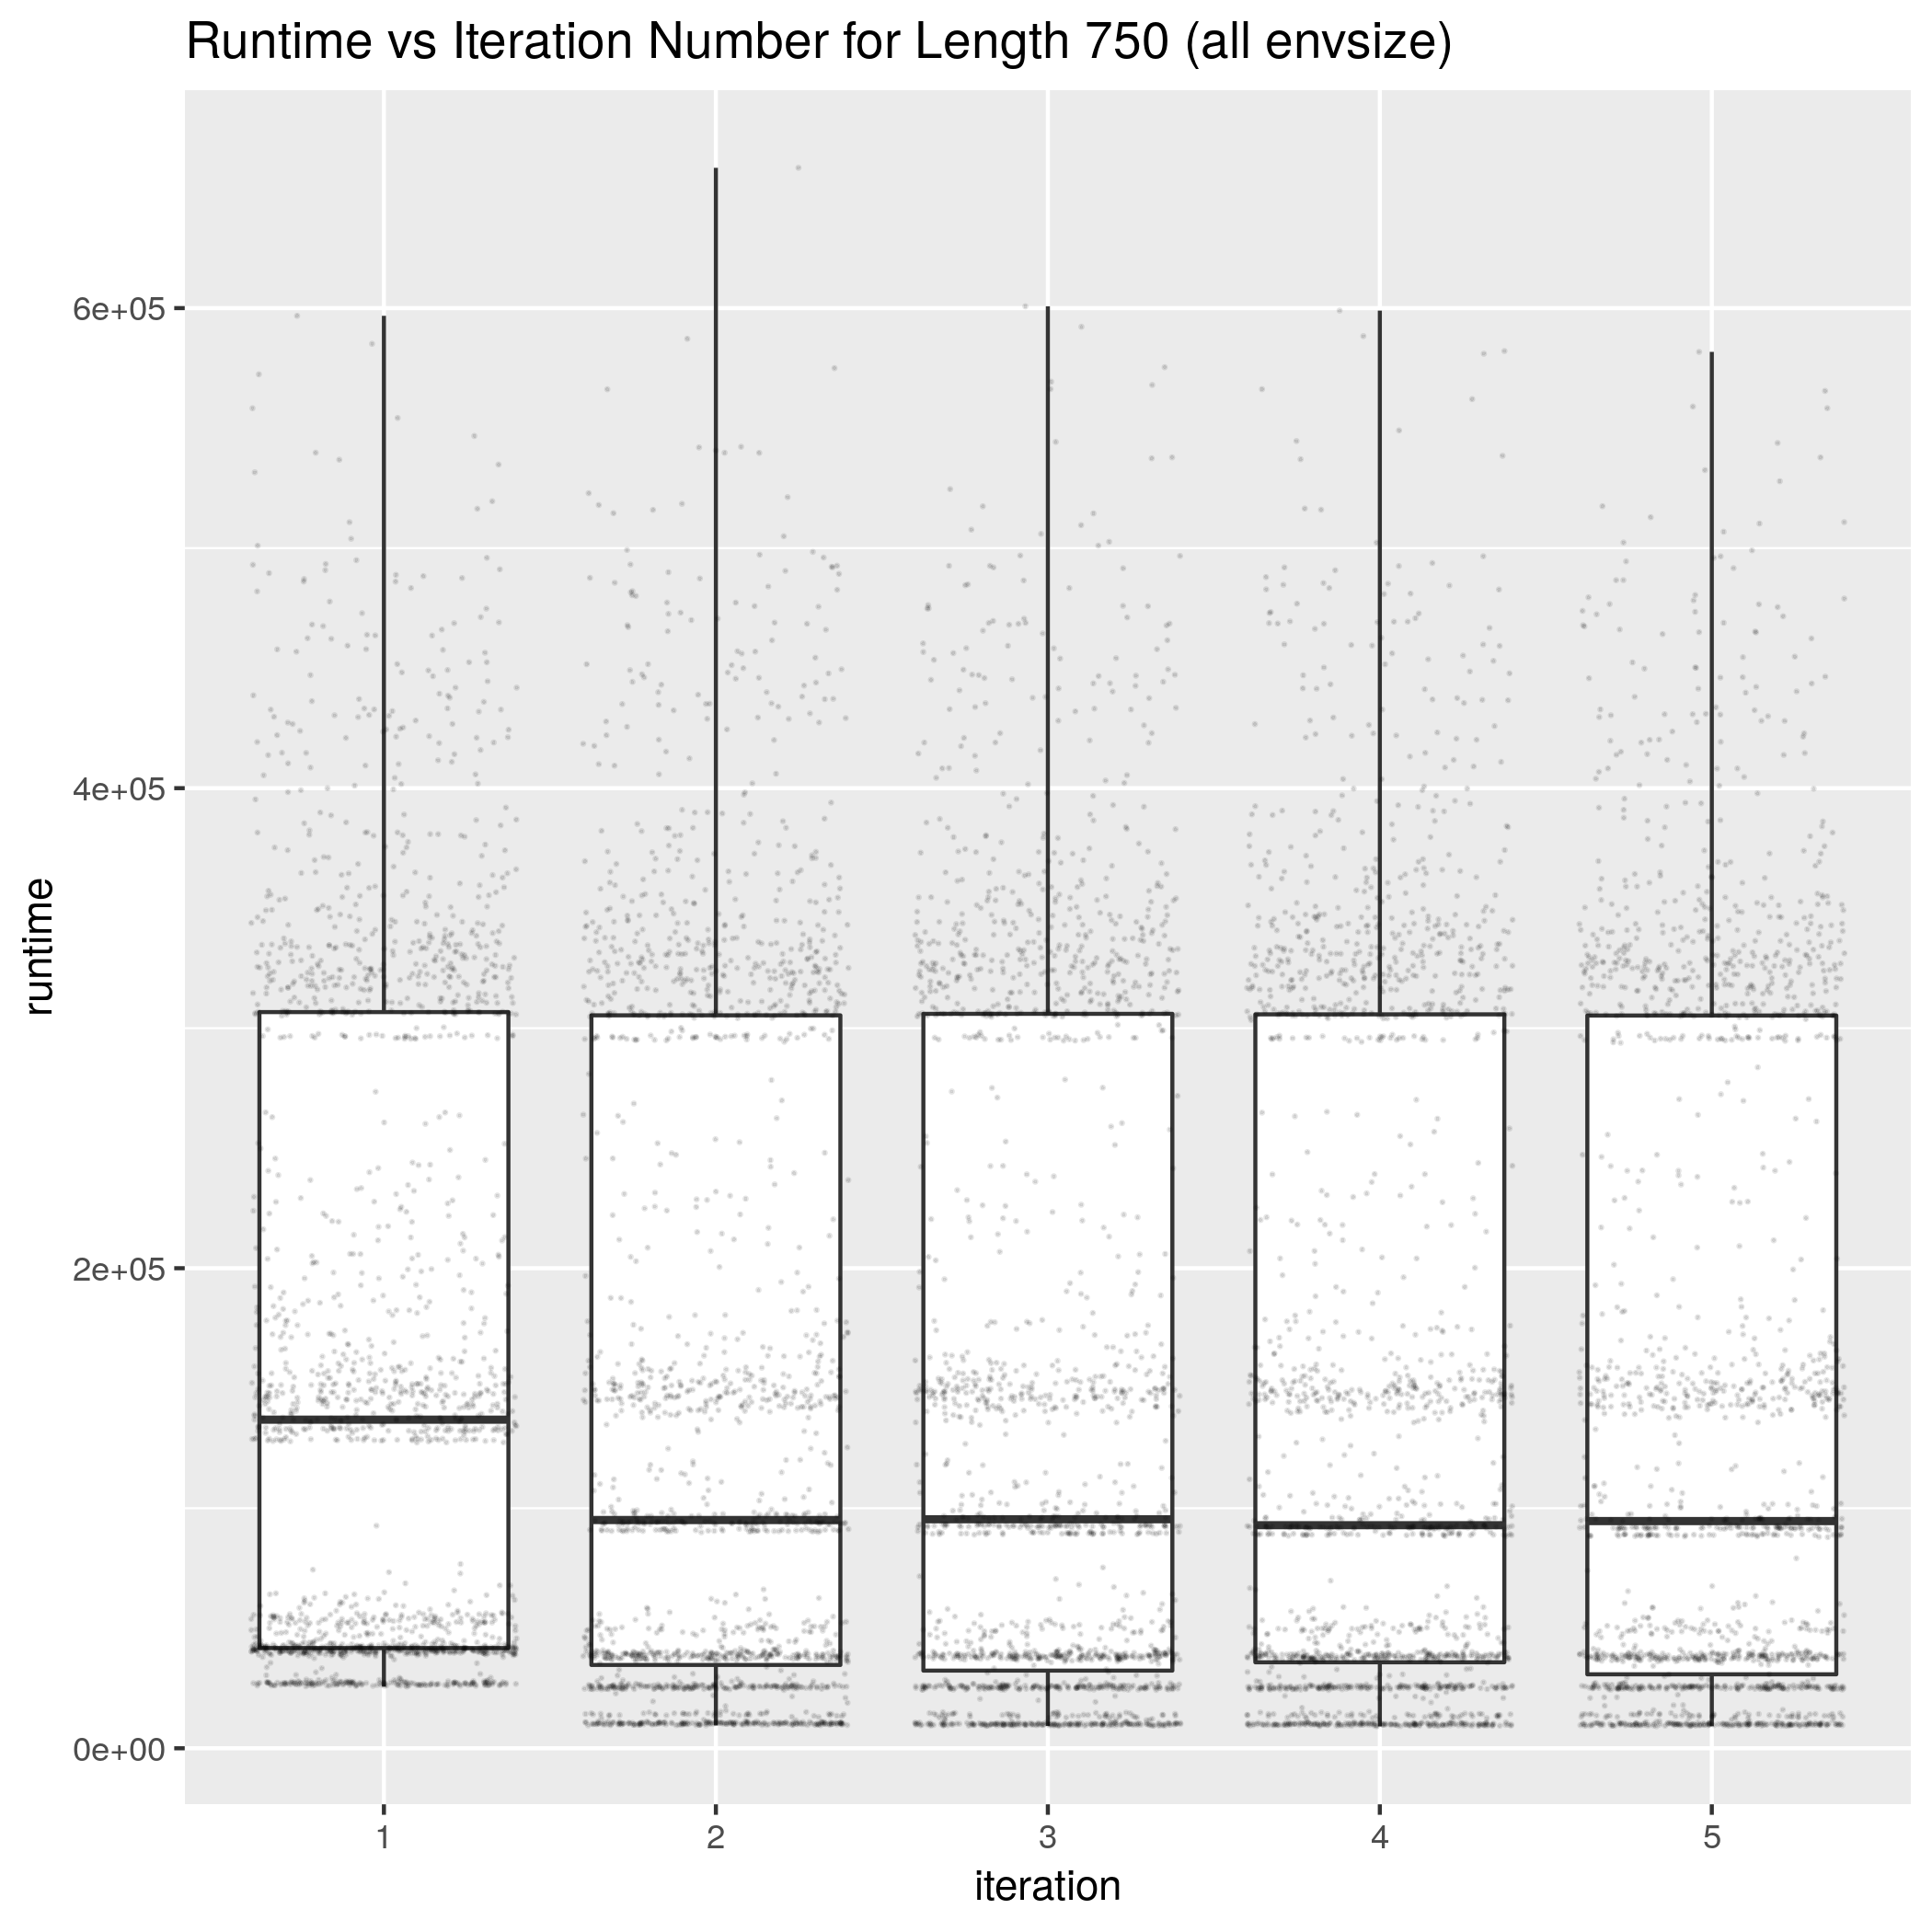 Runtime vs Iteration Number for Length 750 (all envsize)
6e+05
4e+05
2e+05
0e+00
runtime
1 2 3 4 5
iteration